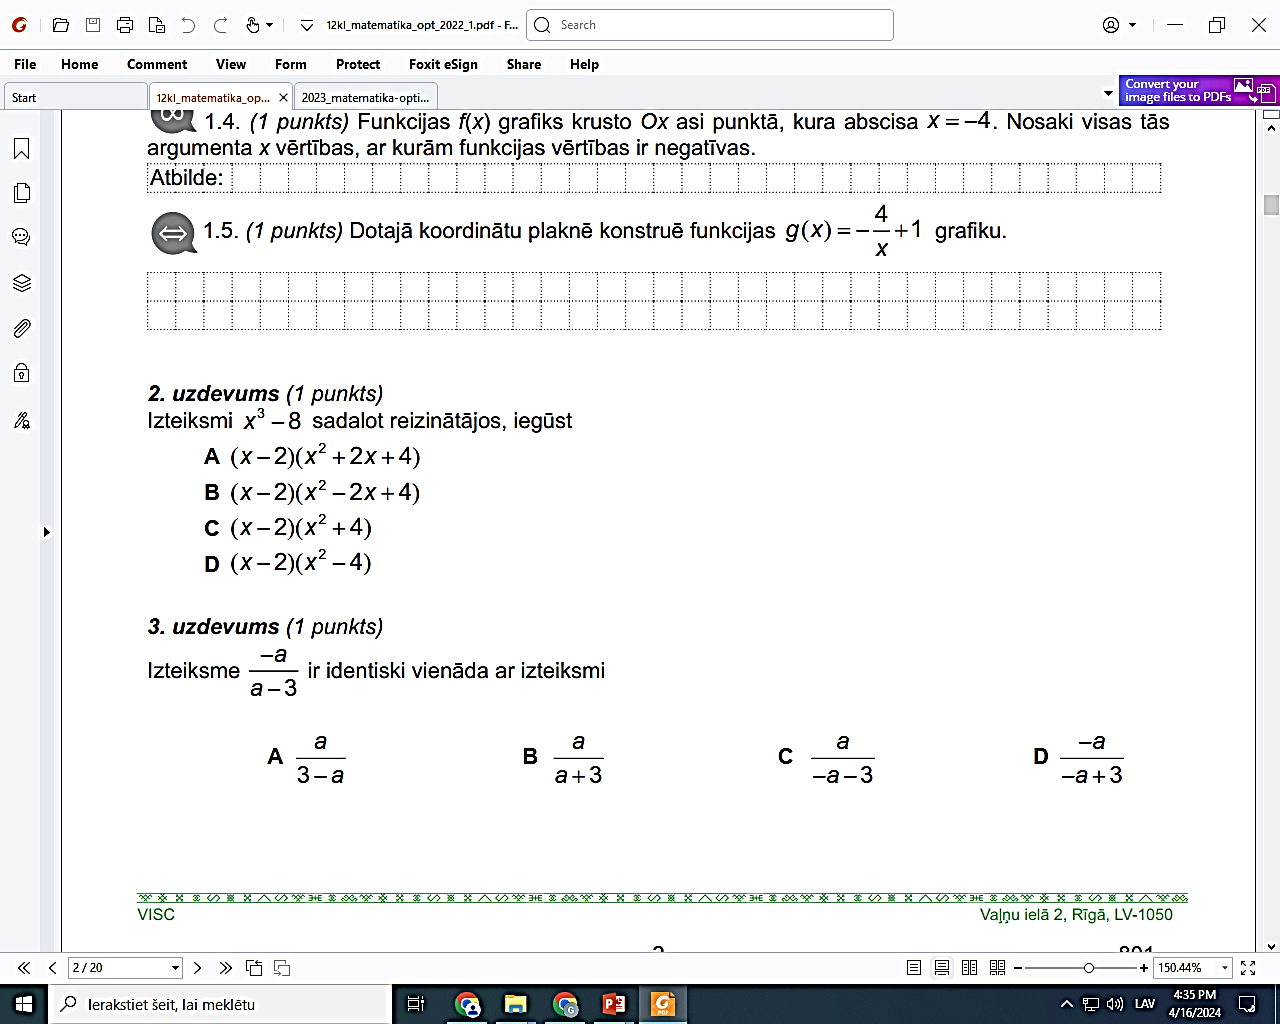 12kl_matematika_opt_2022_1.pdf - F...
Search
File Home Comment View Form Protect Foxit eSign Share Help
Start
12kl_matematika_op...
2023_matematika-opti...
Convert your
image files to PDFs
1.4. (1 punkts) Funkcijas f(x) grafiks krusto Ox asi punktā, kura abscisa x = –4. Nosaki visas tās
argumenta x vērtības, ar kurām funkcijas vērtības ir negatīvas.
Atbilde:
1.5. (1 punkts) Dotajā koordinātu plaknē konstruē funkcijas g(x) = –4/x + 1 grafiku.
2. uzdevums (1 punkts)
Izteiksmi x³ – 8 sadalot reizinātājos, iegūst
A (x – 2)(x² + 2x + 4)
B (x – 2)(x² – 2x + 4)
C (x – 2)(x² + 4)
D (x – 2)(x² – 4)
3. uzdevums (1 punkts)
Izteiksme –a/(a – 3) ir identiski vienāda ar izteiksmi
A a/(3 – a) B a/(a + 3) C a/(–a – 3) D –a/(–a + 3)
VISC
Vaļņu ielā 2, Rīgā, LV-1050
2 / 20
150.44%
Ierakstiet šeit, lai meklētu
LAV
4:35 PM
4/16/2024